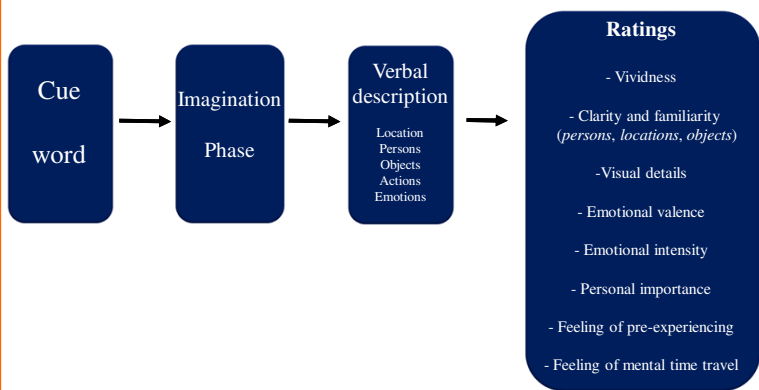 Cue
word
Imagination
Phase
Verbal
description
Location
Persons
Objects
Actions
Emotions
Ratings
- Vividness
- Clarity and familiarity
(persons, locations, objects)
-Visual details
- Emotional valence
- Emotional intensity
- Personal importance
- Feeling of pre-experiencing
- Feeling of mental time travel